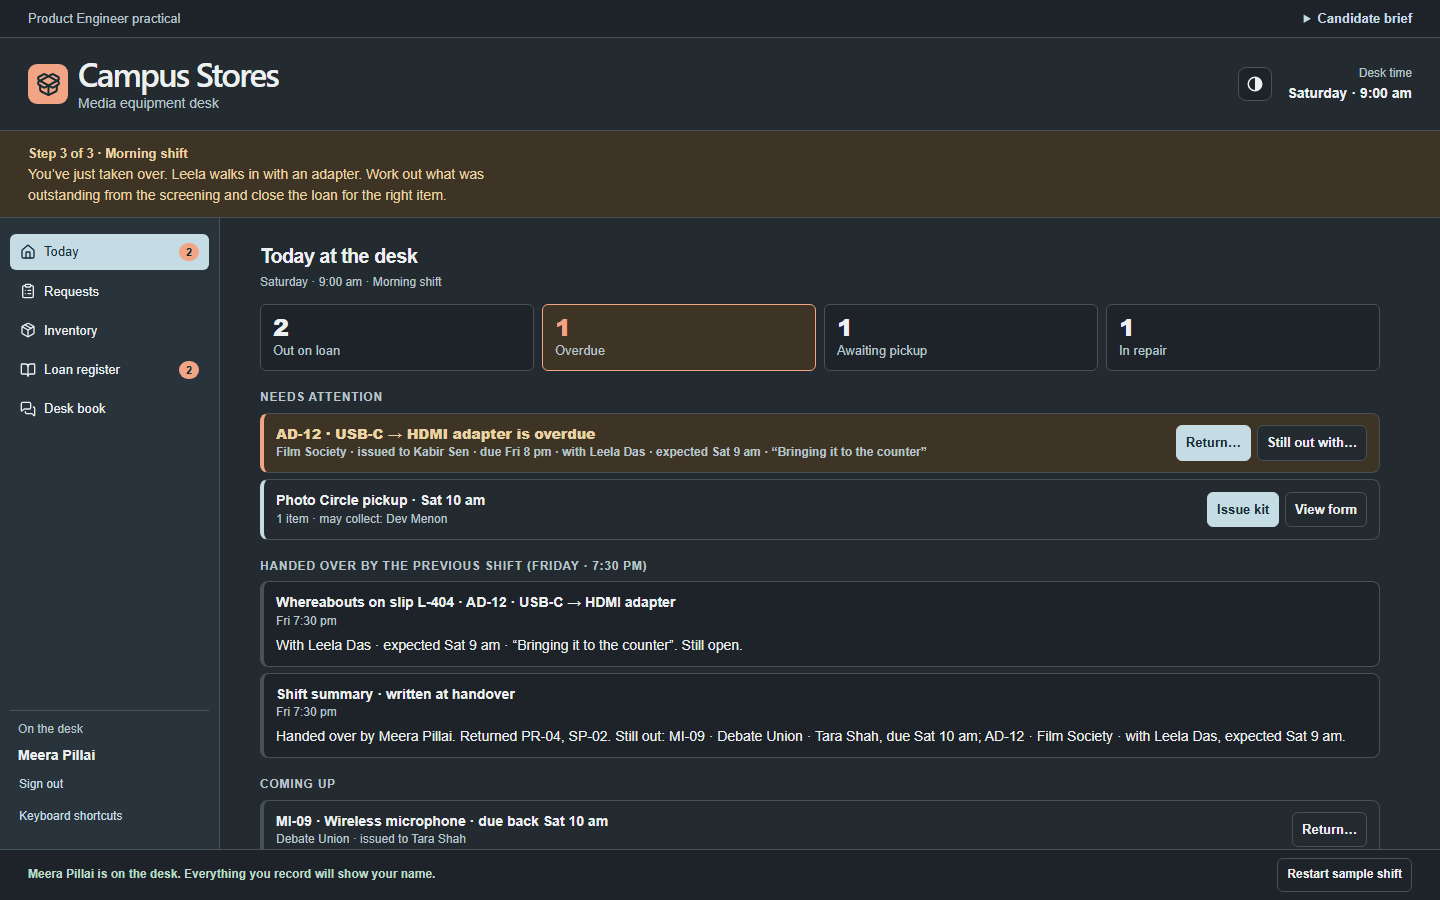 Product Engineer practical
▶ Candidate brief
Campus Stores
Media equipment desk
Desk time
Saturday · 9:00 am
Step 3 of 3 · Morning shift
You’ve just taken over. Leela walks in with an adapter. Work out what was
outstanding from the screening and close the loan for the right item.
Today 2
Requests
Inventory
Loan register 2
Desk book
On the desk
Meera Pillai
Sign out
Keyboard shortcuts
Today at the desk
Saturday · 9:00 am · Morning shift
2
Out on loan
1
Overdue
1
Awaiting pickup
1
In repair
NEEDS ATTENTION
AD-12 · USB-C → HDMI adapter is overdue
Film Society · issued to Kabir Sen · due Fri 8 pm · with Leela Das · expected Sat 9 am · “Bringing it to the counter”
Return…
Still out with…
Photo Circle pickup · Sat 10 am
1 item · may collect: Dev Menon
Issue kit
View form
HANDED OVER BY THE PREVIOUS SHIFT (FRIDAY · 7:30 PM)
Whereabouts on slip L-404 · AD-12 · USB-C → HDMI adapter
Fri 7:30 pm
With Leela Das · expected Sat 9 am · “Bringing it to the counter”. Still open.
Shift summary · written at handover
Fri 7:30 pm
Handed over by Meera Pillai. Returned PR-04, SP-02. Still out: MI-09 · Debate Union · Tara Shah, due Sat 10 am; AD-12 · Film Society · with Leela Das, expected Sat 9 am.
COMING UP
MI-09 · Wireless microphone · due back Sat 10 am
Debate Union · issued to Tara Shah
Return…
Meera Pillai is on the desk. Everything you record will show your name.
Restart sample shift